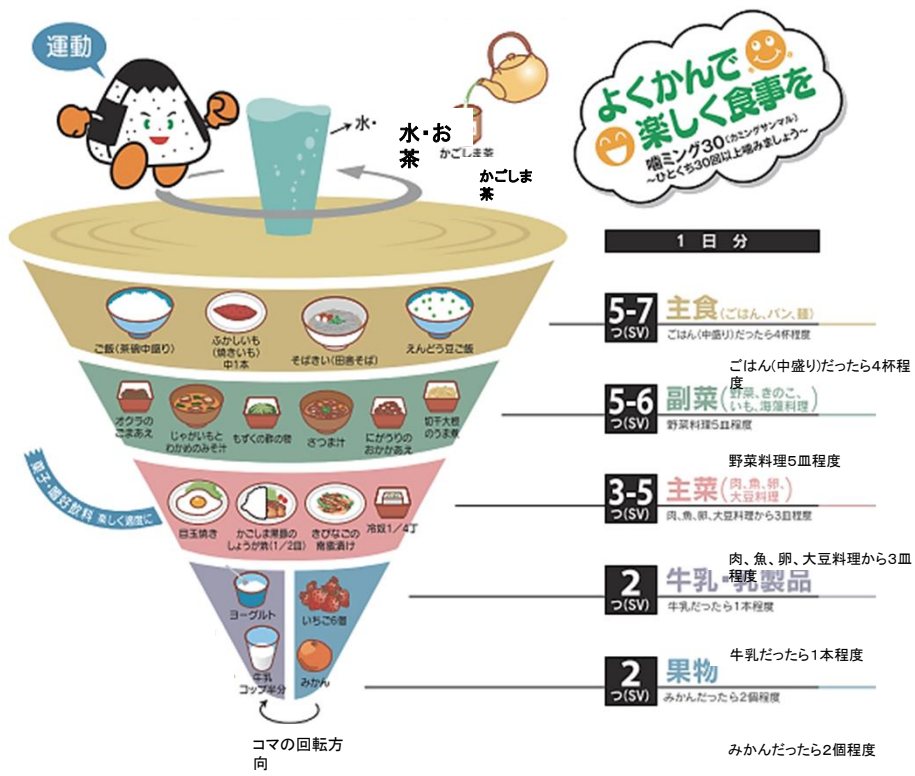 運動
水・
水・お
茶
かごしま茶
かごしま
茶
よくかんで
楽しく食事を
噛ミング30(カミングサンマル)
～ひとくち30回以上噛みましょう～
1日分
ご飯(茶碗中盛り)
ふかしいも
(焼きいも)
中1本
そばきい(田舎そば)
えんどう豆ご飯
5-7
つ(SV)
主食(ごはん、パン、麺)
ごはん(中盛り)だったら4杯程度
ごはん(中盛り)だったら4杯程
度
オクラの
ごまあえ
じゃがいもと
わかめのみそ汁
もずくの酢の物
さつま汁
にがうりの
おかかあえ
切干大根
のうま煮
5-6
つ(SV)
副菜(野菜、きのこ、
いも、海藻料理)
野菜料理5皿程度
野菜料理5皿程度
菓子・嗜好飲料 楽しく適度に
目玉焼き
かごしま黒豚の
しょうが焼(1/2皿)
きびなごの
南蛮漬け
冷奴1/4丁
3-5
つ(SV)
主菜(肉、魚、卵、
大豆料理)
肉、魚、卵、大豆料理から3皿程度
肉、魚、卵、大豆料理から3皿
程度
ヨーグルト
牛乳
コップ半分
2
つ(SV)
牛乳・乳製品
牛乳だったら1本程度
牛乳だったら1本程度
いちご6個
みかん
2
つ(SV)
果物
みかんだったら2個程度
みかんだったら2個程度
コマの回転方
向